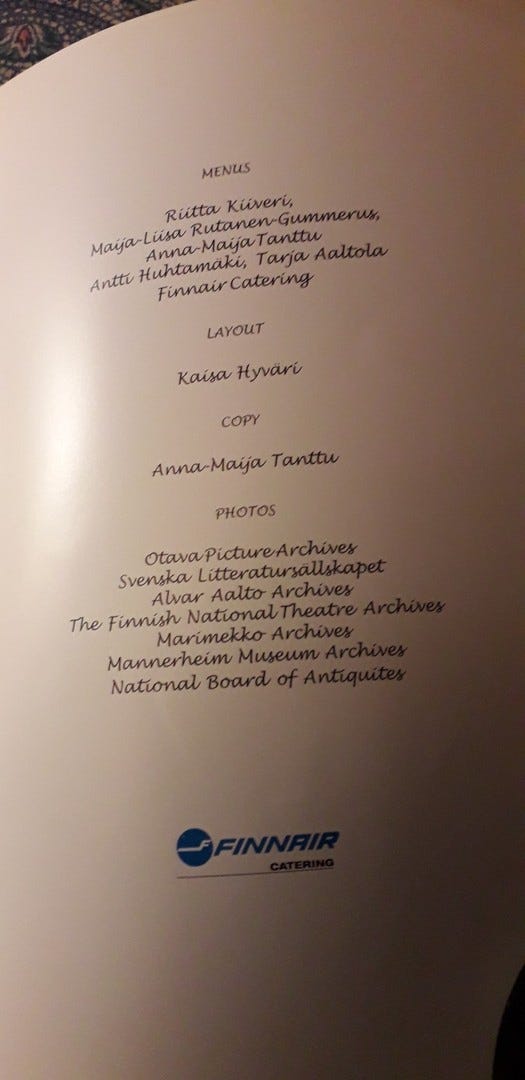 MENUS
Riitta Kiiveri,
Maija-Liisa Rutanen-Gummerus,
Anna-Maija Tanttu
Antti Huhtamäki, Tarja Aaltola
Finnair Catering
LAYOUT
Kaisa Hyväri
COPY
Anna-Maija Tanttu
PHOTOS
Otava Picture Archives
Svenska Litteratursällskapet
Alvar Aalto Archives
The Finnish National Theatre Archives
Marimekko Archives
Mannerheim Museum Archives
National Board of Antiquites
FINNAIR
CATERING